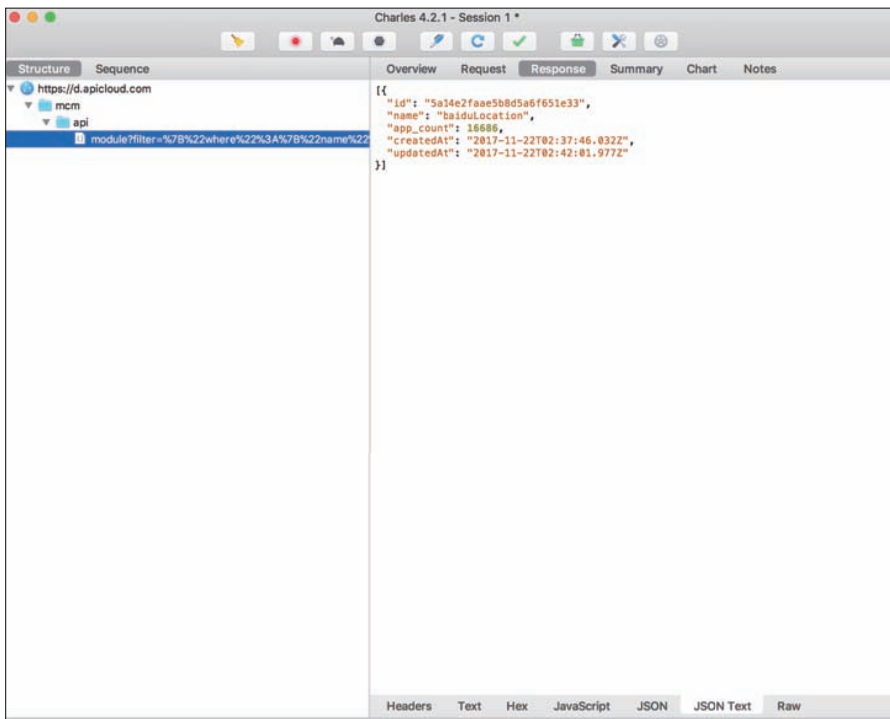 Charles 4.2.1 - Session 1 *
Structure Sequence
Overview Request Response Summary Chart Notes
https://d.apicloud.com
mcm
api
module?filter=%7B%22where%22%3A%7B%22name%22
[{
"id": "5a14e2faae5b8d5a6f651e33",
"name": "baiduLocation",
"app_count": 16686,
"createdAt": "2017-11-22T02:37:46.032Z",
"updatedAt": "2017-11-22T02:42:01.977Z"
}]
Headers Text Hex JavaScript JSON JSON Text Raw